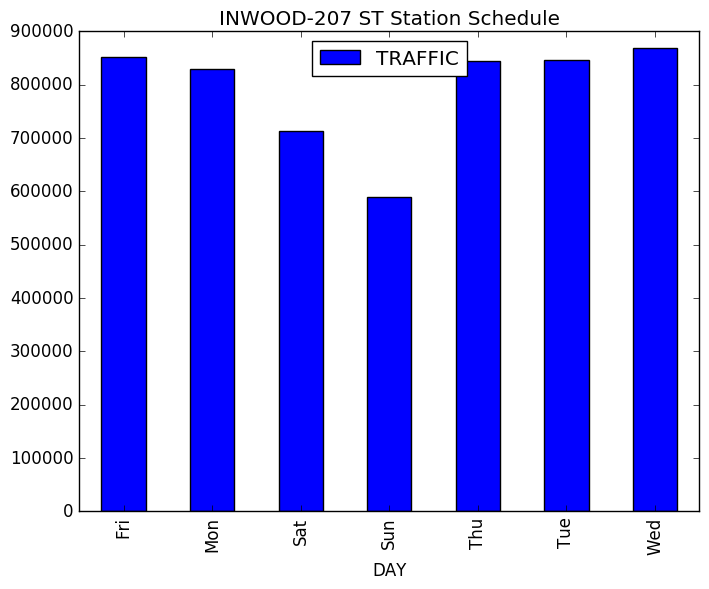 INWOOD-207 ST Station Schedule
TRAFFIC
900000
800000
700000
600000
500000
400000
300000
200000
100000
0
Fri
Mon
Sat
Sun
Thu
Tue
Wed
DAY